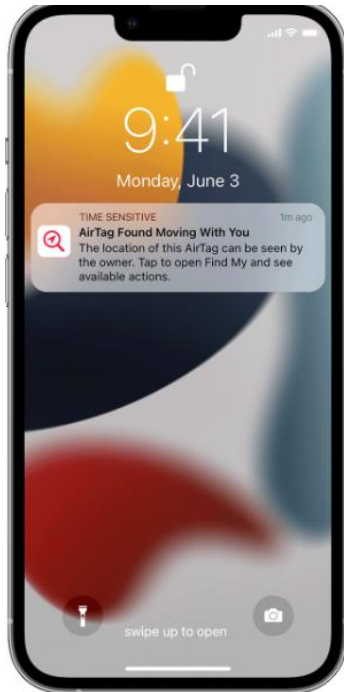 9:41
Monday, June 3
TIME SENSITIVE 1m ago
AirTag Found Moving With You
The location of this AirTag can be seen by
the owner. Tap to open Find My and see
available actions.
swipe up to open